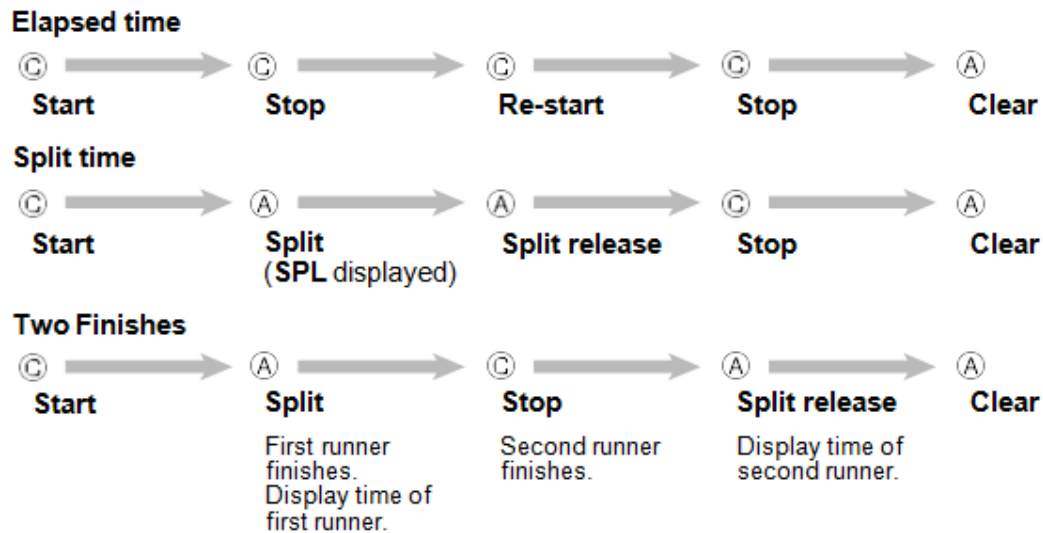 Elapsed time
Ⓒ Ⓒ Ⓒ Ⓒ Ⓐ
Start Stop Re-start Stop Clear
Split time
Ⓒ Ⓐ Ⓐ Ⓒ Ⓐ
Start Split Split release Stop Clear
(SPL displayed)
Two Finishes
Ⓒ Ⓐ Ⓒ Ⓐ Ⓐ
Start Split Stop Split release Clear
First runner
finishes.
Display time of
first runner.
Second runner
finishes.
Display time of
second runner.